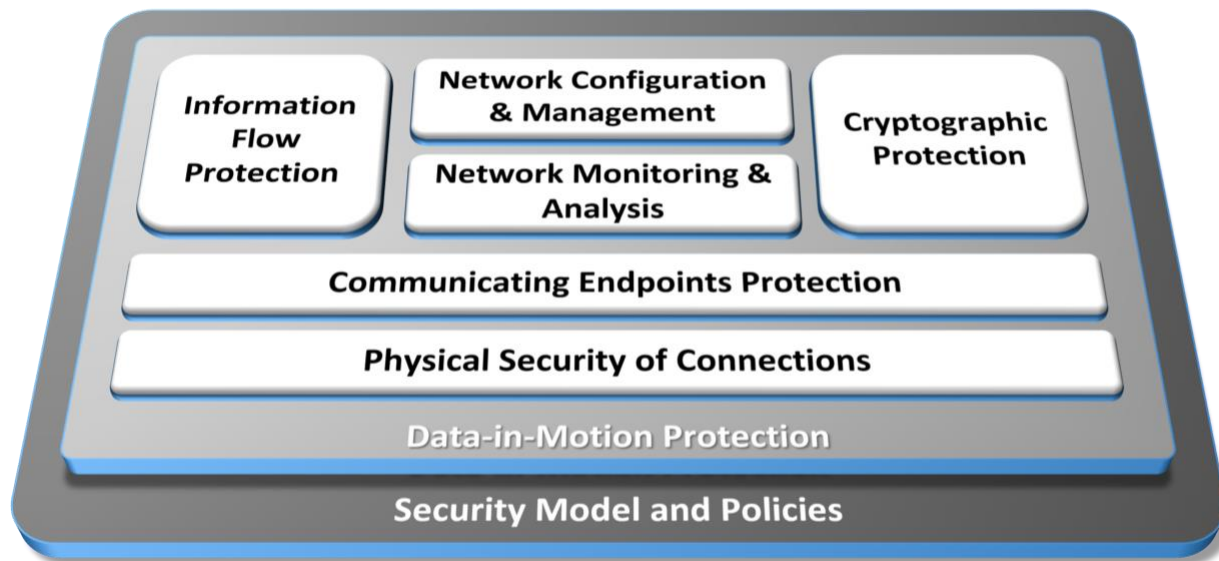 Information
Flow
Protection
Network Configuration
& Management
Network Monitoring &
Analysis
Cryptographic
Protection
Communicating Endpoints Protection
Physical Security of Connections
Data-in-Motion Protection
Security Model and Policies